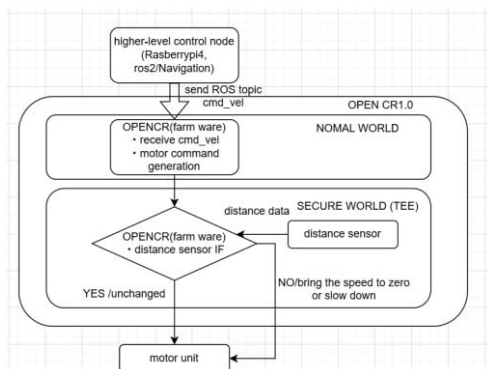 higher-level control node
(Rasberrypi4,
ros2/Navigation)
send ROS topic
cmd_vel
OPEN CR1.0
OPENCR(farm ware)
・receive cmd_vel
・motor command
generation
NOMAL WORLD
SECURE WORLD (TEE)
distance data
distance sensor
OPENCR(farm ware)
・distance sensor IF
YES /unchanged
NO/bring the speed to zero
or slow down
motor unit